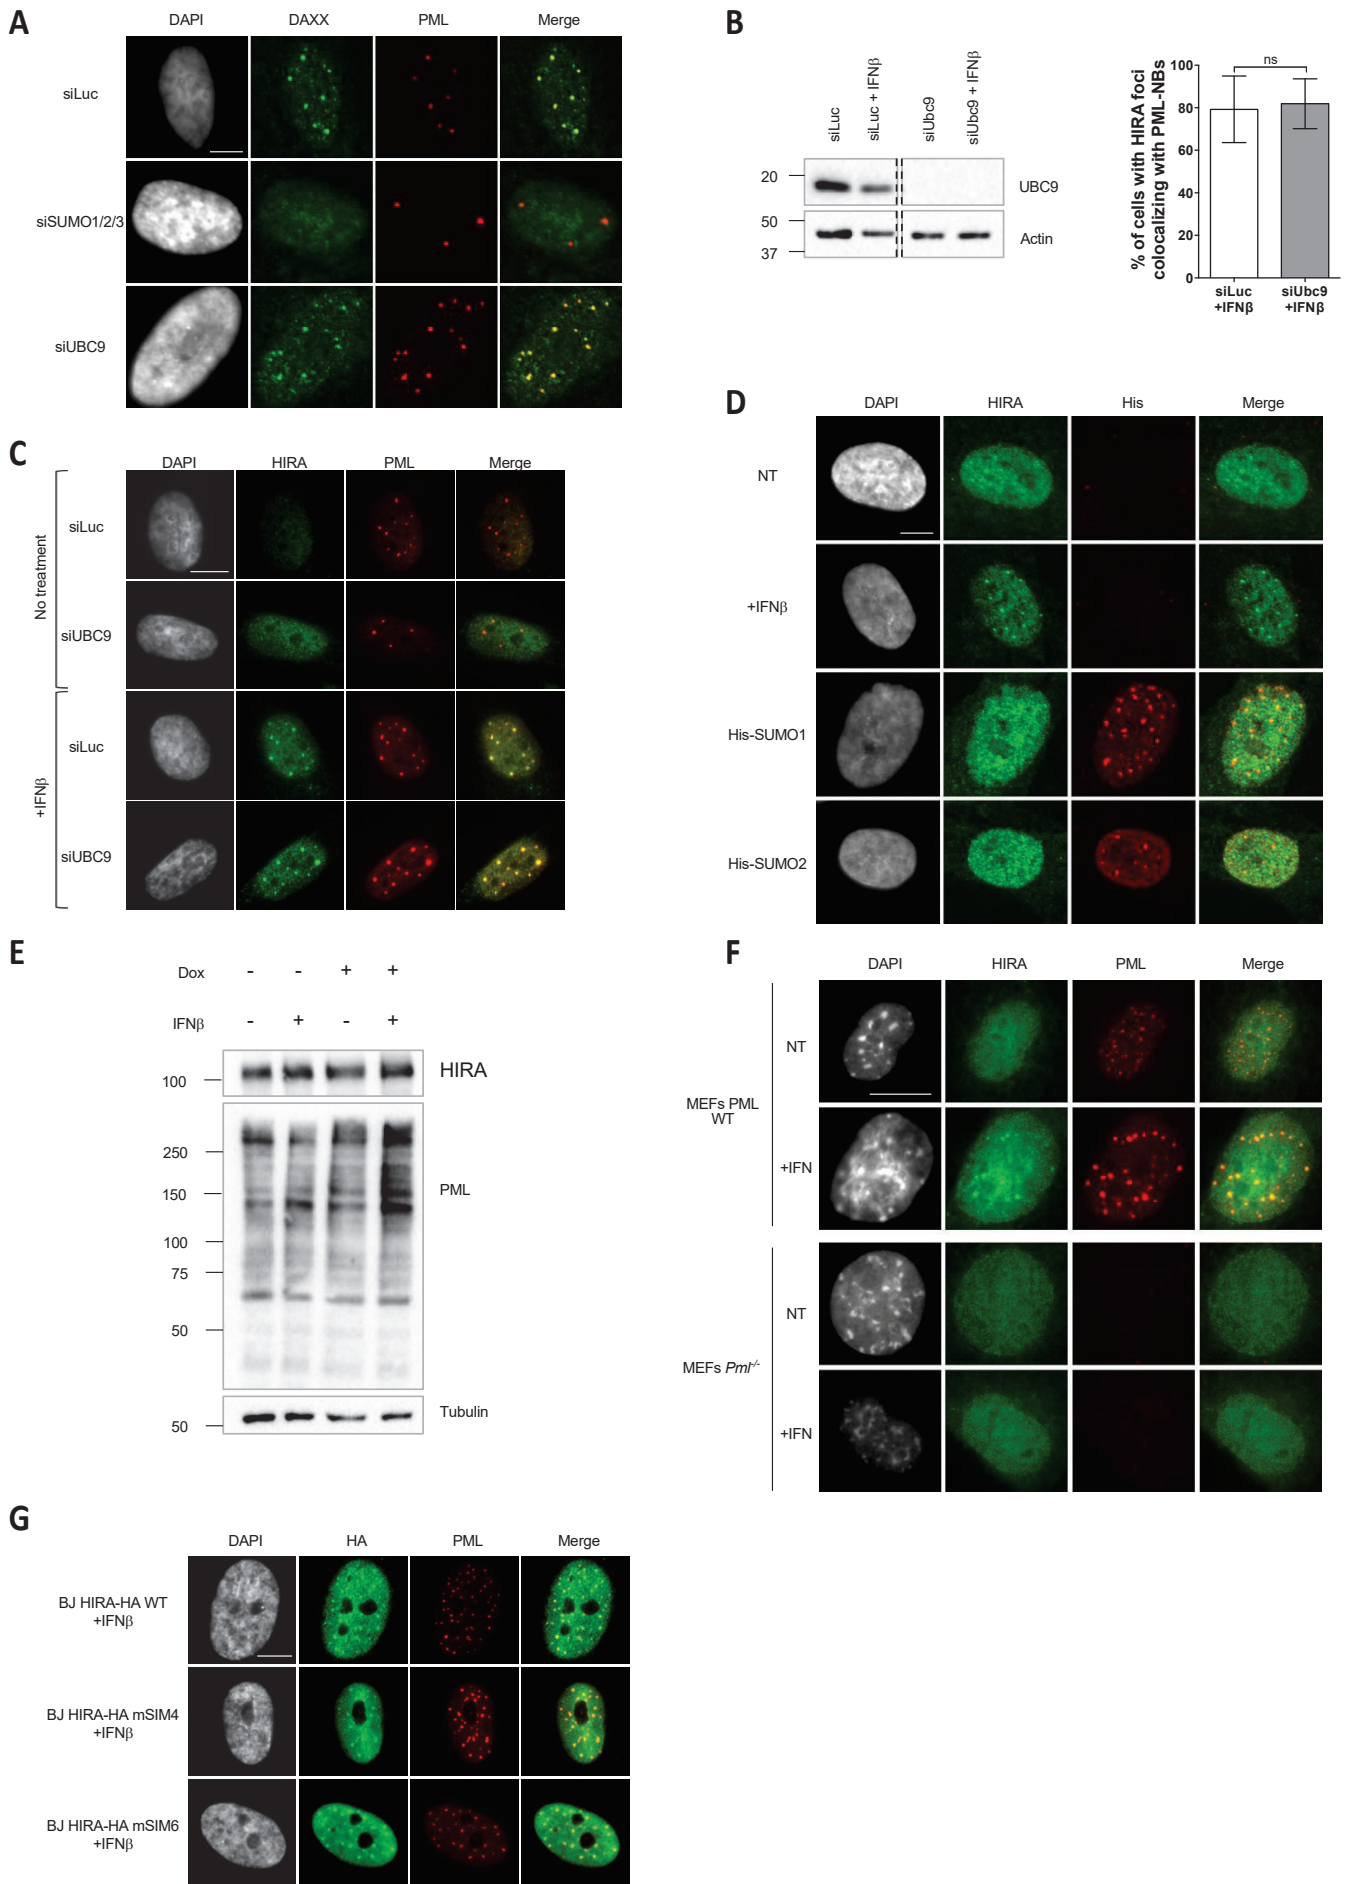 A
DAPI DAXX PML Merge
siLuc
siSUMO1/2/3
siUBC9
B
siLuc
siLuc + IFNβ
siUbc9
siUbc9 + IFNβ
20
UBC9
50
37
Actin
% of cells with HIRA foci
colocalizing with PML-NBs
100
80
60
40
20
0
ns
siLuc
+IFNβ
siUbc9
+IFNβ
C
DAPI HIRA PML Merge
No treatment
siLuc
siUBC9
+IFNβ
siLuc
siUBC9
D
DAPI HIRA His Merge
NT
+IFNβ
His-SUMO1
His-SUMO2
E
Dox - - + +
IFNβ - + - +
100
HIRA
250
150
100
75
50
PML
50
Tubulin
F
DAPI HIRA PML Merge
MEFs PML
WT
NT
+IFN
MEFs Pml-/-
NT
+IFN
G
DAPI HA PML Merge
BJ HIRA-HA WT
+IFNβ
BJ HIRA-HA mSIM4
+IFNβ
BJ HIRA-HA mSIM6
+IFNβ